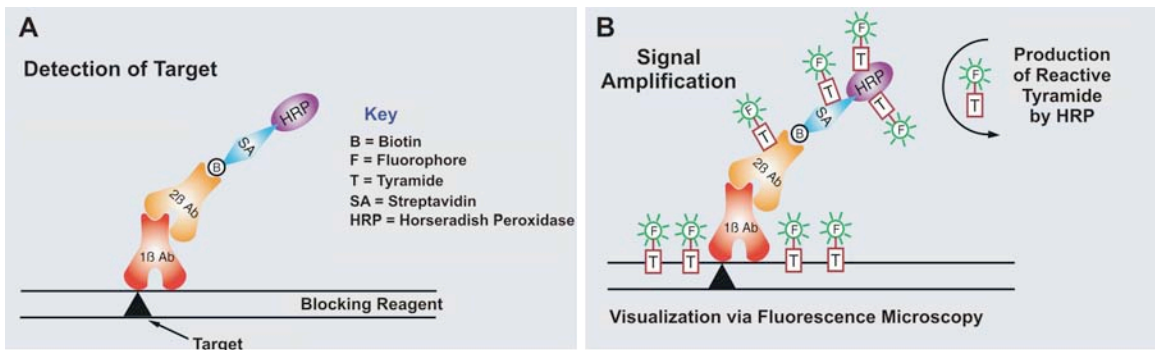 A
Detection of Target
HRP
SA
B
2ß Ab
1ß Ab
Key
B = Biotin
F = Fluorophore
T = Tyramide
SA = Streptavidin
HRP = Horseradish Peroxidase
Blocking Reagent
Target
B
Signal
Amplification
F
T
F
T
HRP
T
F
SA
F
T
B
2ß Ab
1ß Ab
F
T
F
T
F
T
F
T
Production
of Reactive
Tyramide
by HRP
F
T
Visualization via Fluorescence Microscopy